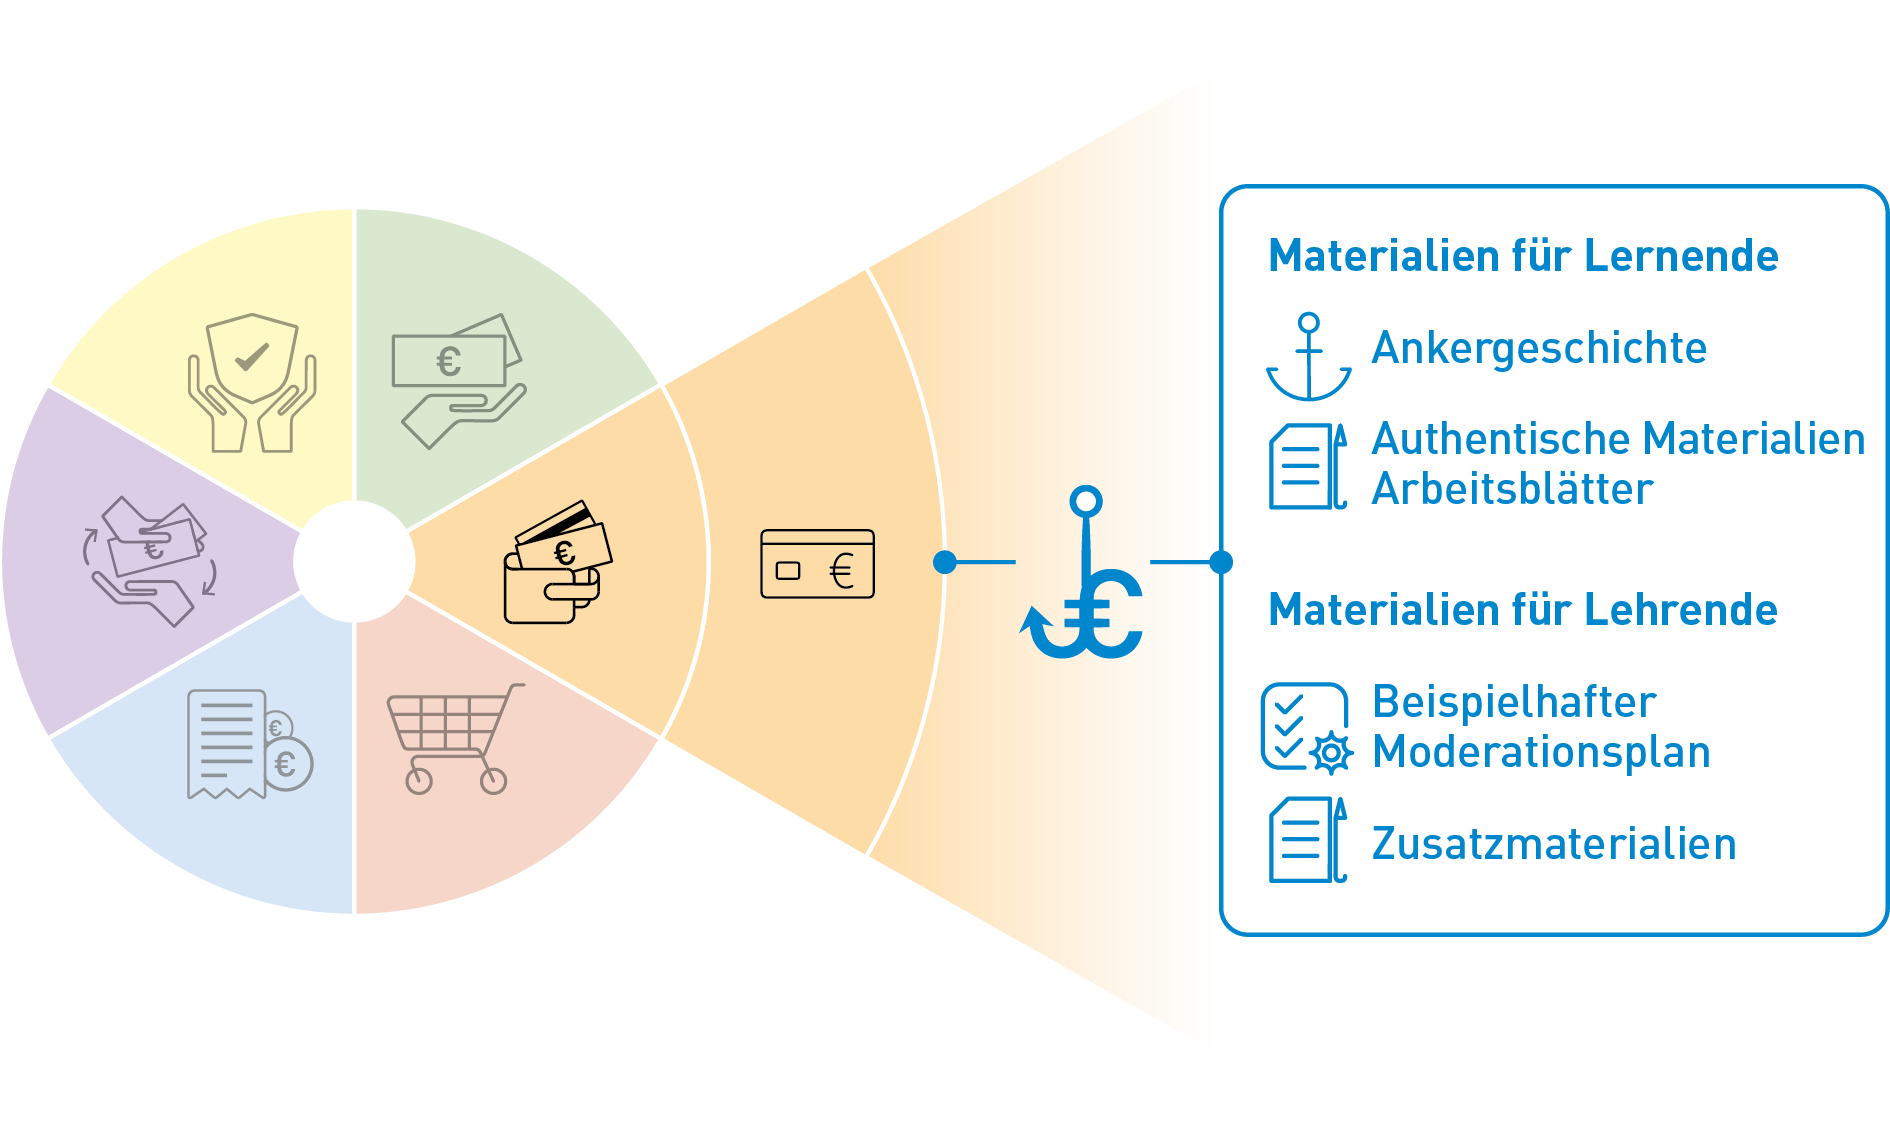 Materialien für Lernende
Ankergeschichte
Authentische Materialien
Arbeitsblätter
Materialien für Lehrende
Beispielhafter
Moderationsplan
Zusatzmaterialien
€
€
€
€
€
€